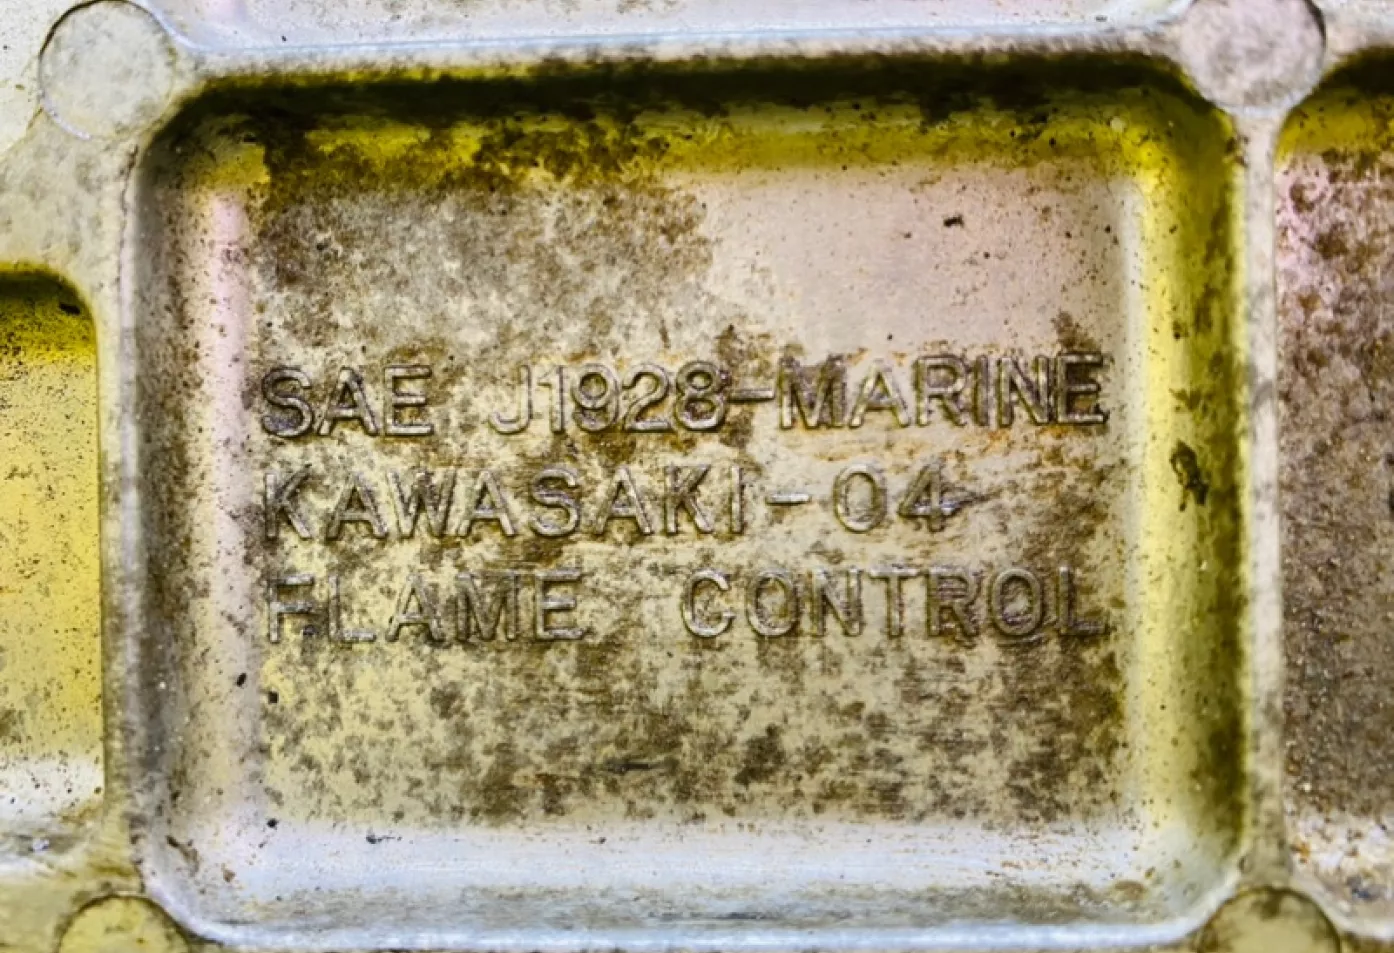 SAE J1928-MARINE
KAWASAKI-04
FLAME CONTROL